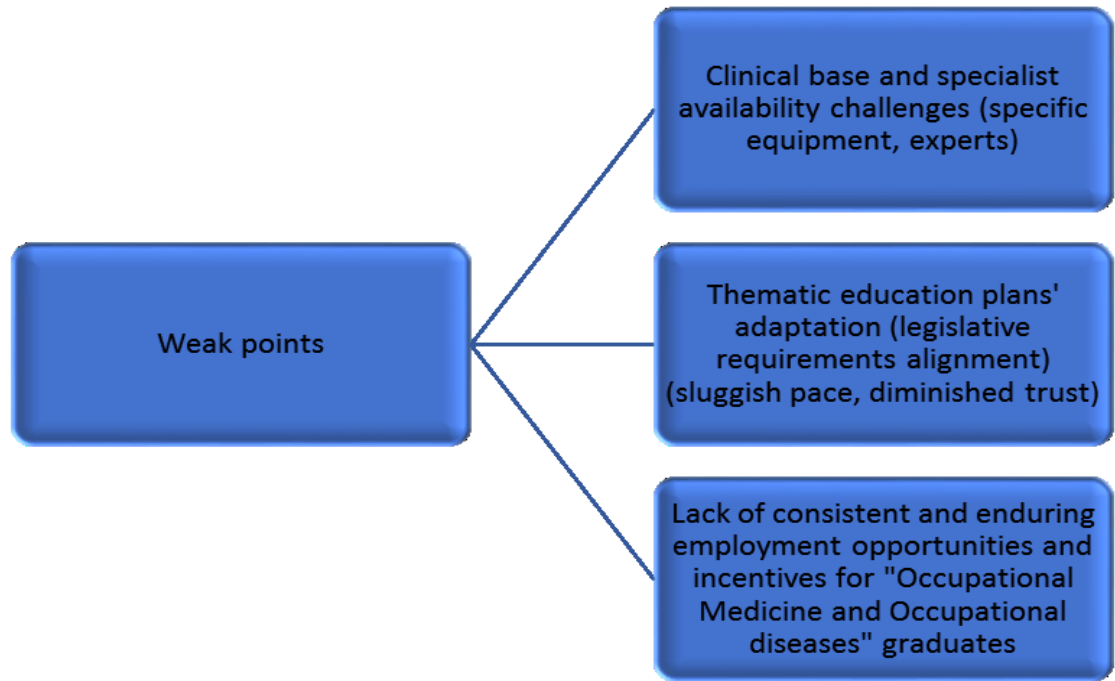 Weak points
Clinical base and specialist
availability challenges (specific
equipment, experts)
Thematic education plans'
adaptation (legislative
requirements alignment)
(sluggish pace, diminished trust)
Lack of consistent and enduring
employment opportunities and
incentives for "Occupational
Medicine and Occupational
diseases" graduates